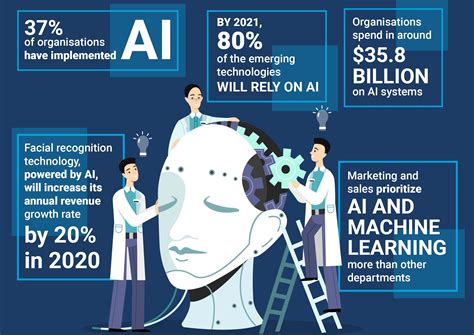 37%
of organisations
have implemented
AI
BY 2021,
80%
of the emerging
technologies
WILL RELY ON AI
Organisations
spend in around
$35.8
BILLION
on AI systems
Facial recognition
technology,
powered by AI,
will increase its
annual revenue
growth rate
by 20%
in 2020
Marketing and
sales prioritize
AI AND
MACHINE
LEARNING
more than other
departments